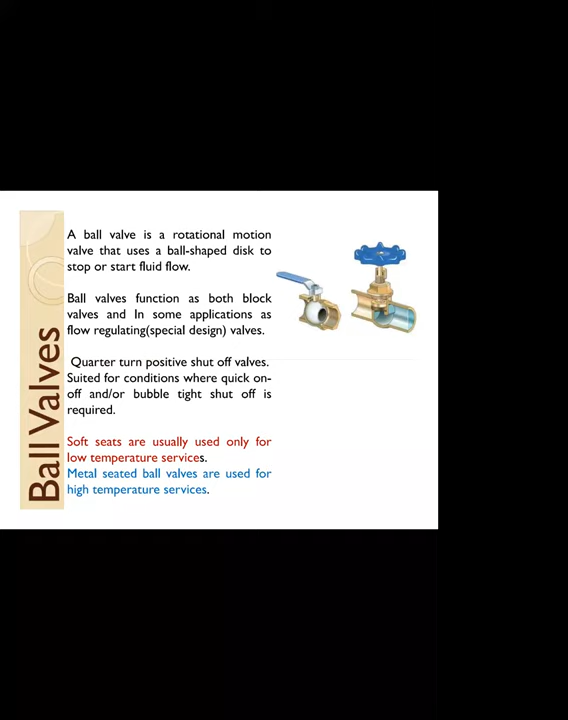 Ball Valves
A ball valve is a rotational motion
valve that uses a ball-shaped disk to
stop or start fluid flow.
Ball valves function as both block
valves and In some applications as
flow regulating(special design) valves.
Quarter turn positive shut off valves.
Suited for conditions where quick on-
off and/or bubble tight shut off is
required.
Soft seats are usually used only for
low temperature services.
Metal seated ball valves are used for
high temperature services.